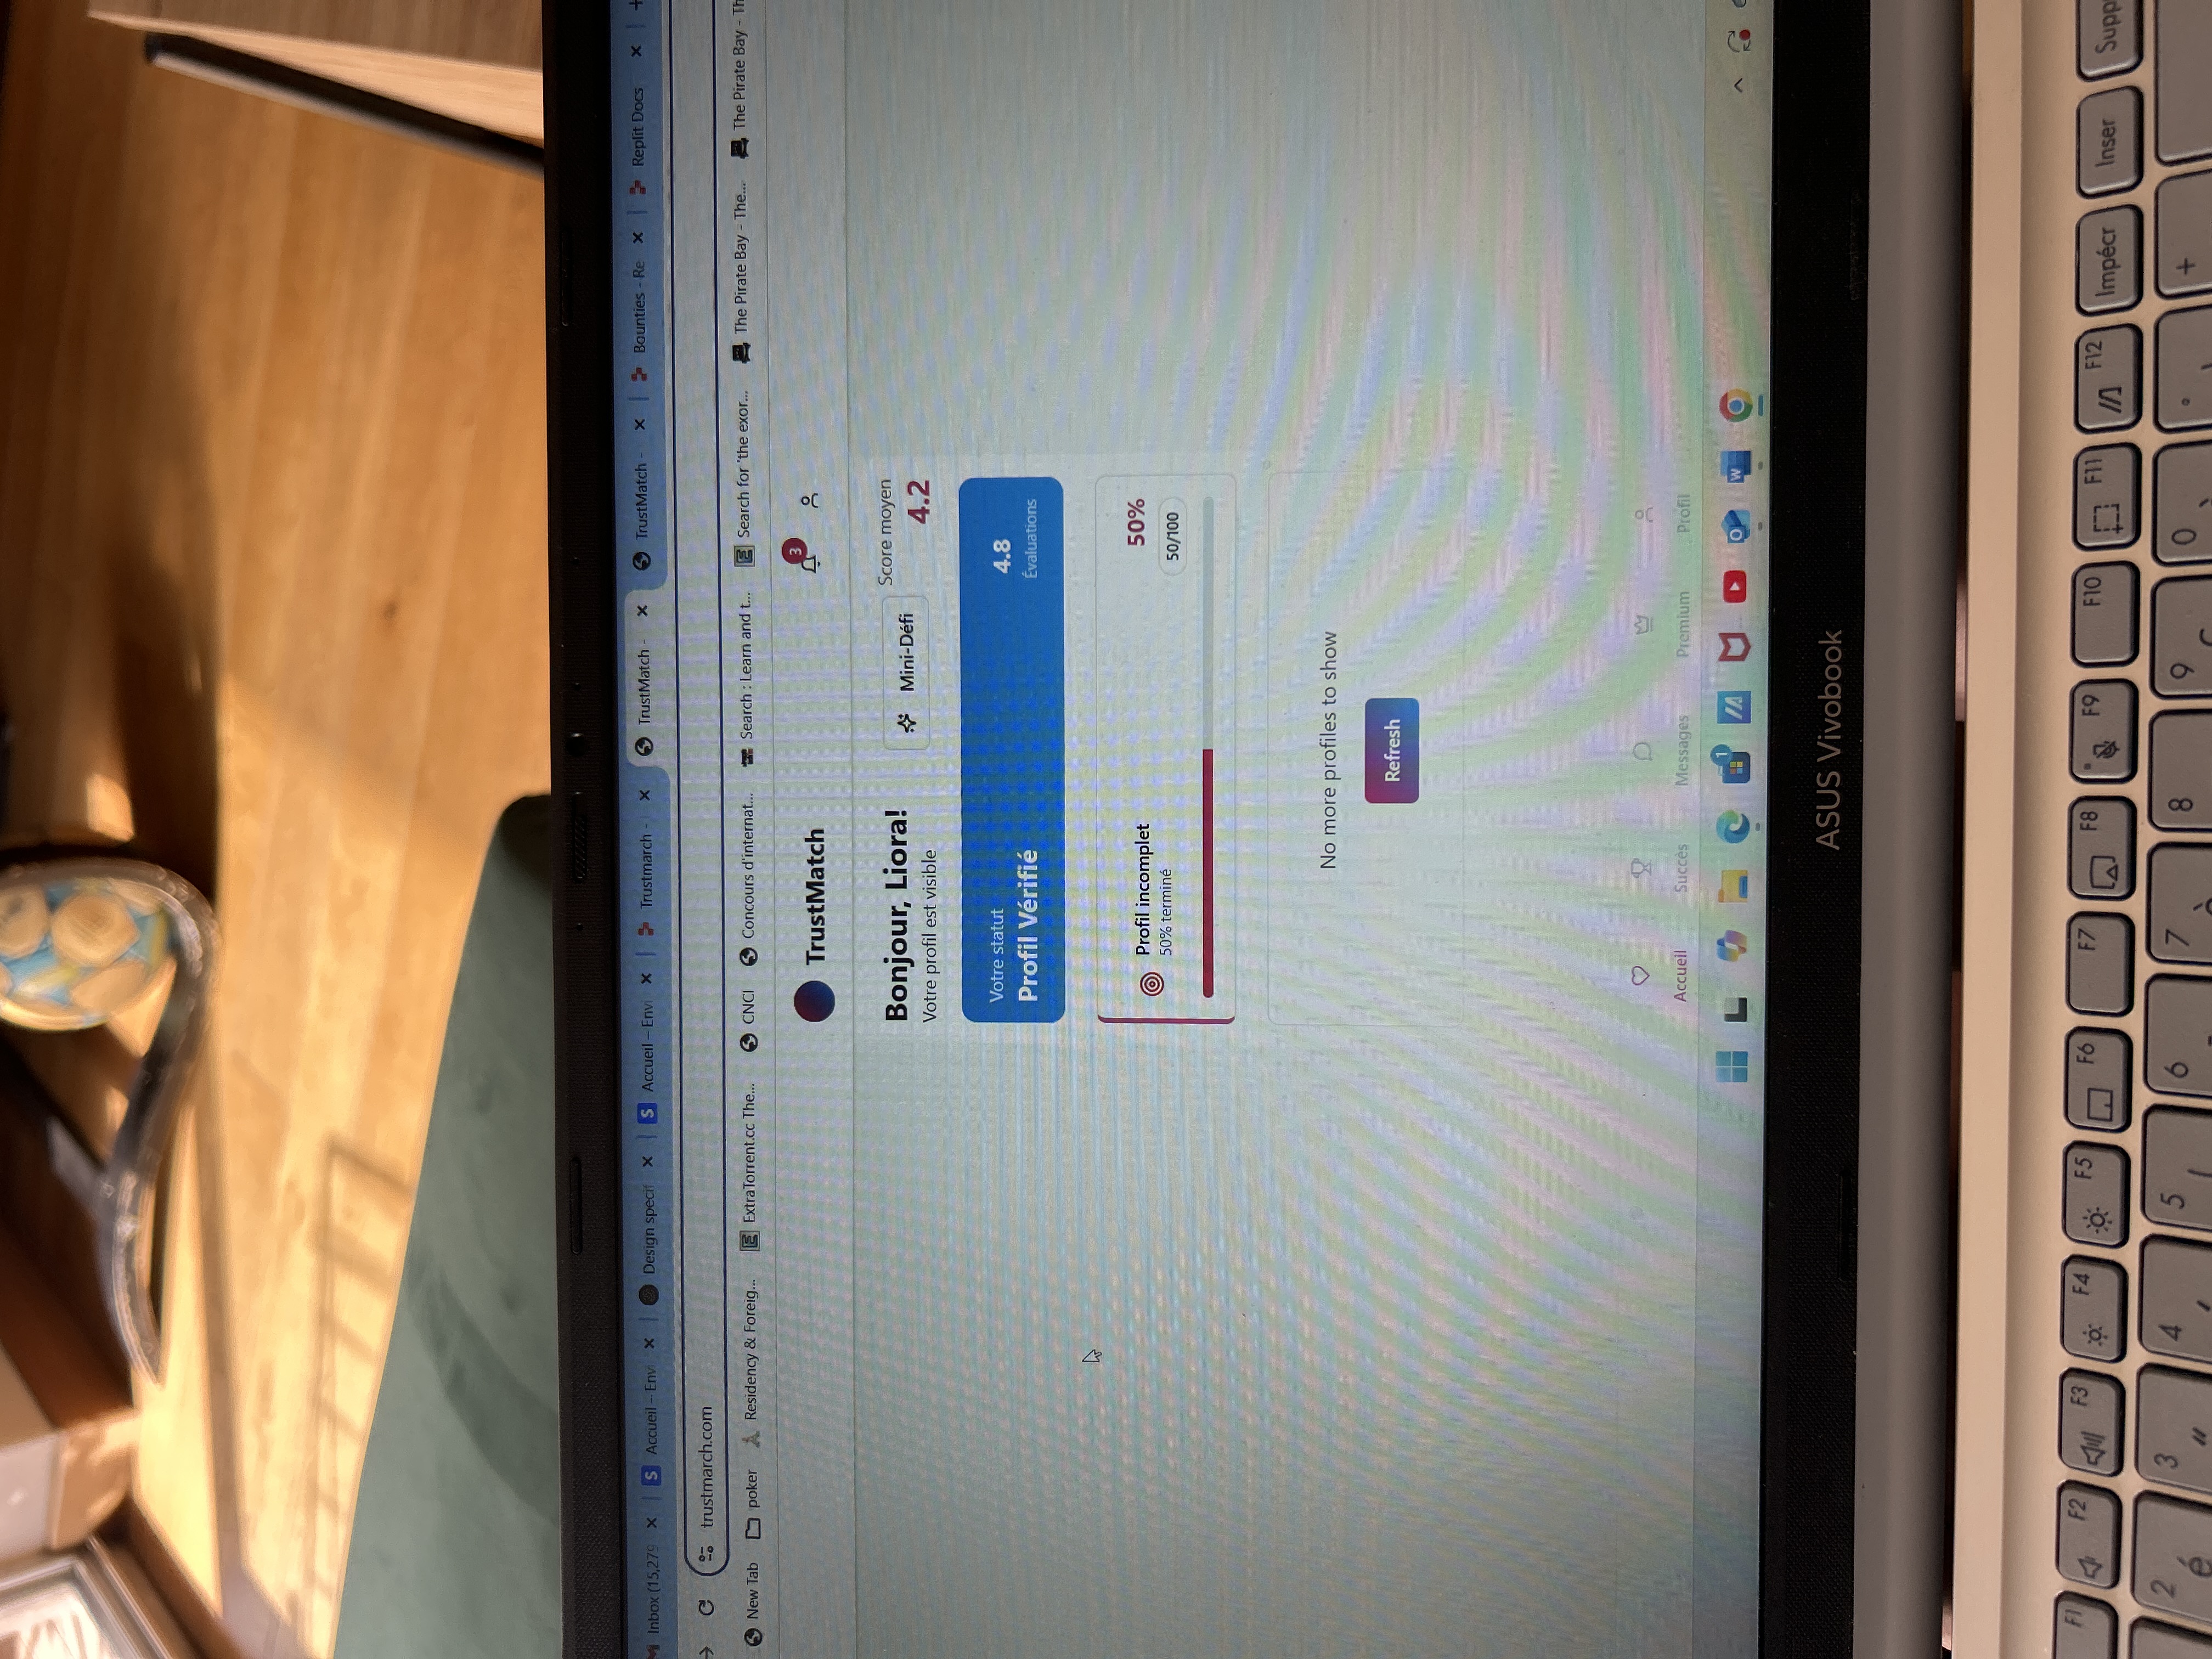 Inbox (15,279
Accueil – Envi
Design specif
Accueil – Envi
Trustmarch -
TrustMatch -
TrustMatch -
Bounties - Re
Replit Docs
trustmarch.com
New Tab
poker
Residency & Foreig...
ExtraTorrent.cc The...
CNCI
Concours d'internat...
Search : Learn and t...
Search for 'the exor...
The Pirate Bay - The...
The Pirate Bay - Th
TrustMatch
3
Bonjour, Liora!
Votre profil est visible
Mini-Défi
Score moyen
4.2
Votre statut
Profil Vérifié
4.8
Évaluations
Profil incomplet
50% terminé
50%
50/100
No more profiles to show
Refresh
Accueil
Succès
Messages
Premium
Profil
1
ASUS Vivobook
F1
F2
F3
F4
F5
F6
F7
F8
F9
F10
F11
F12
Impécr
Inser
Supp
2
é
3
"
4
'
5
(
6
-
7
è
8
9
0
+